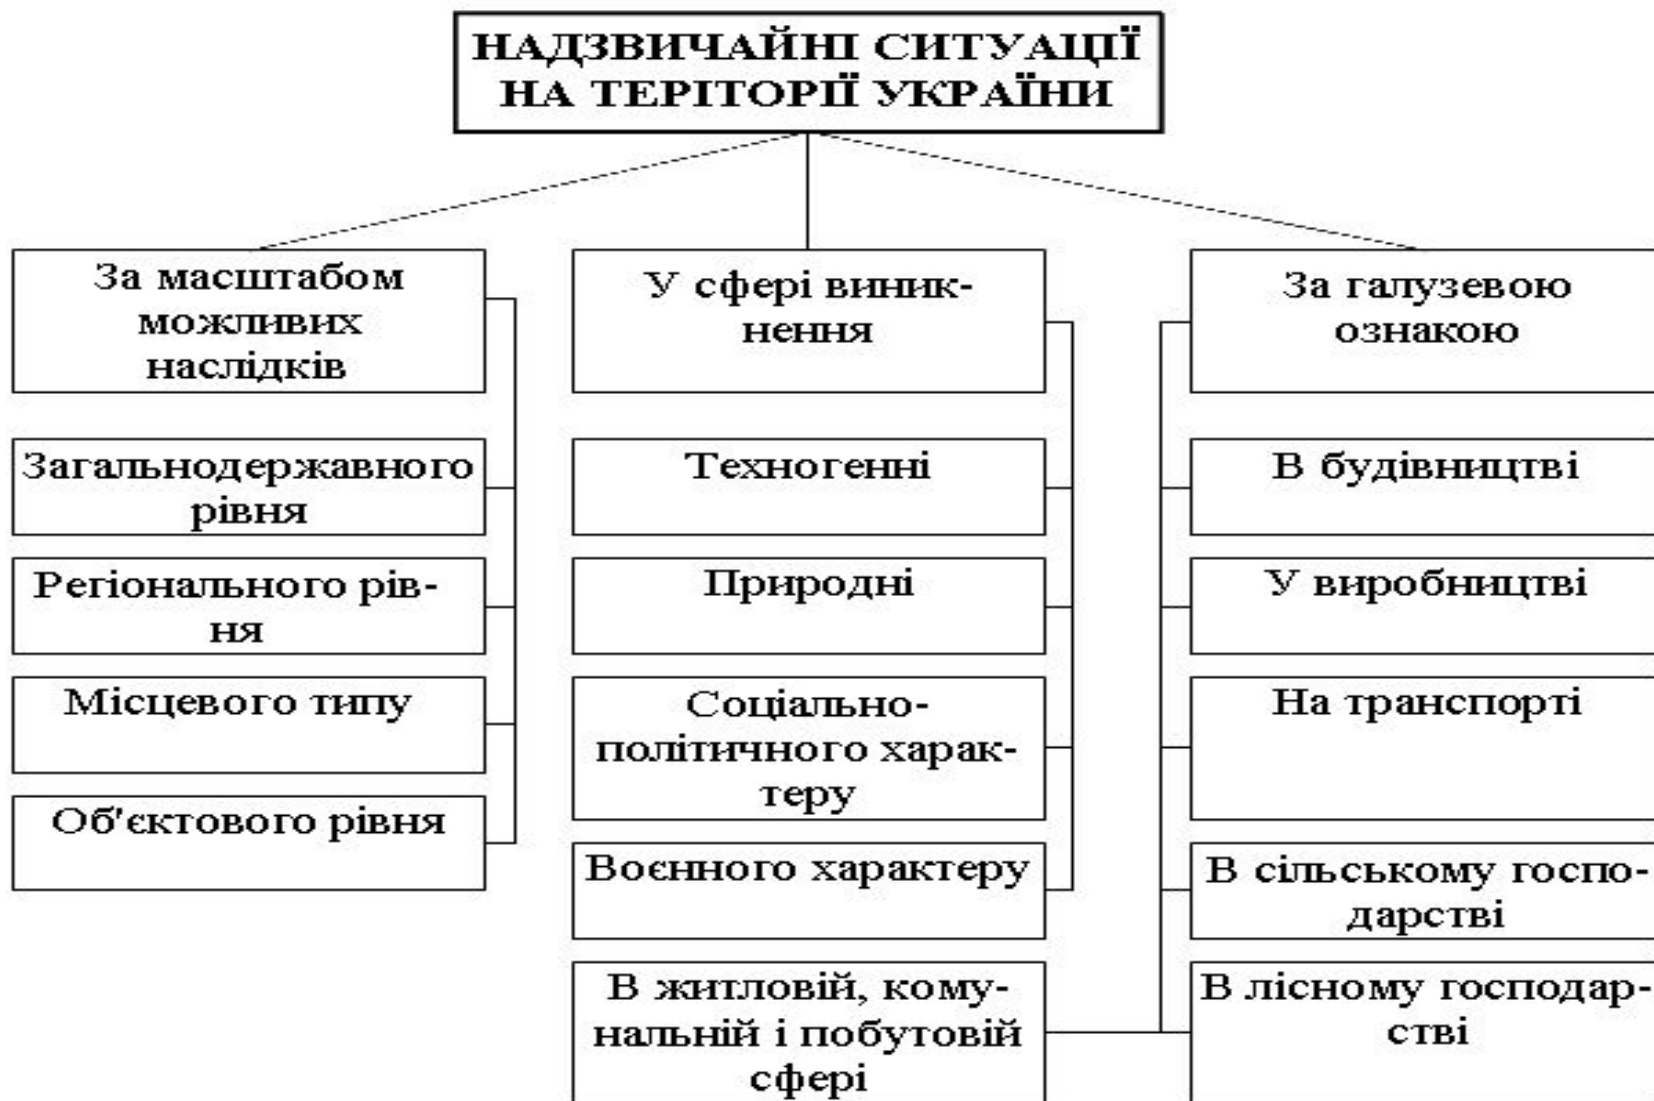 НАДЗВИЧАЙНІ СИТУАЦІЇ
НА ТЕРІТОРІЇ УКРАЇНИ
За масштабом
можливих
наслідків
Загальнодержавного
рівня
Регіонального рів-
ня
Місцевого типу
Об'єктового рівня
У сфері виник-
нення
Техногенні
Природні
Соціально-
політичного харак-
теру
Воєнного характеру
В житловій, кому-
нальній і побутовій
сфері
За галузевою
ознакою
В будівництві
У виробництві
На транспорті
В сільському госпо-
дарстві
В лісному господар-
стві